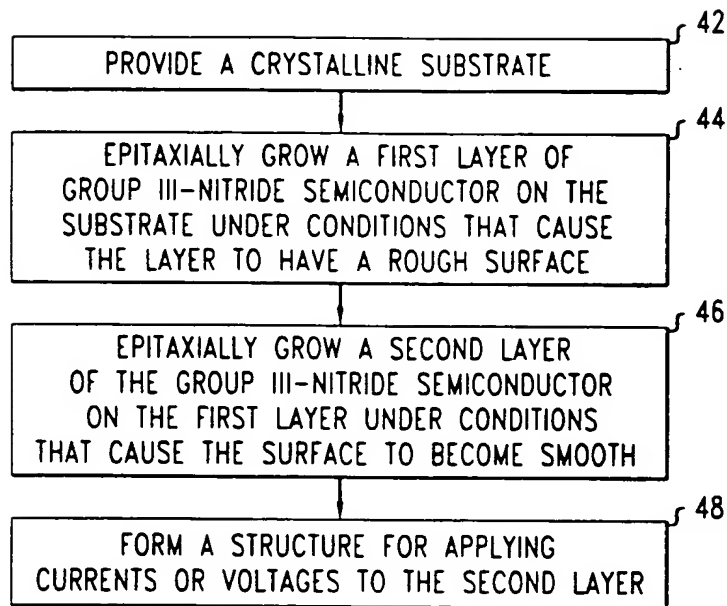 42
PROVIDE A CRYSTALLINE SUBSTRATE
44
EPITAXIALLY GROW A FIRST LAYER OF
GROUP III-NITRIDE SEMICONDUCTOR ON THE
SUBSTRATE UNDER CONDITIONS THAT CAUSE
THE LAYER TO HAVE A ROUGH SURFACE
46
EPITAXIALLY GROW A SECOND LAYER
OF THE GROUP III-NITRIDE SEMICONDUCTOR
ON THE FIRST LAYER UNDER CONDITIONS
THAT CAUSE THE SURFACE TO BECOME SMOOTH
48
FORM A STRUCTURE FOR APPLYING
CURRENTS OR VOLTAGES TO THE SECOND LAYER